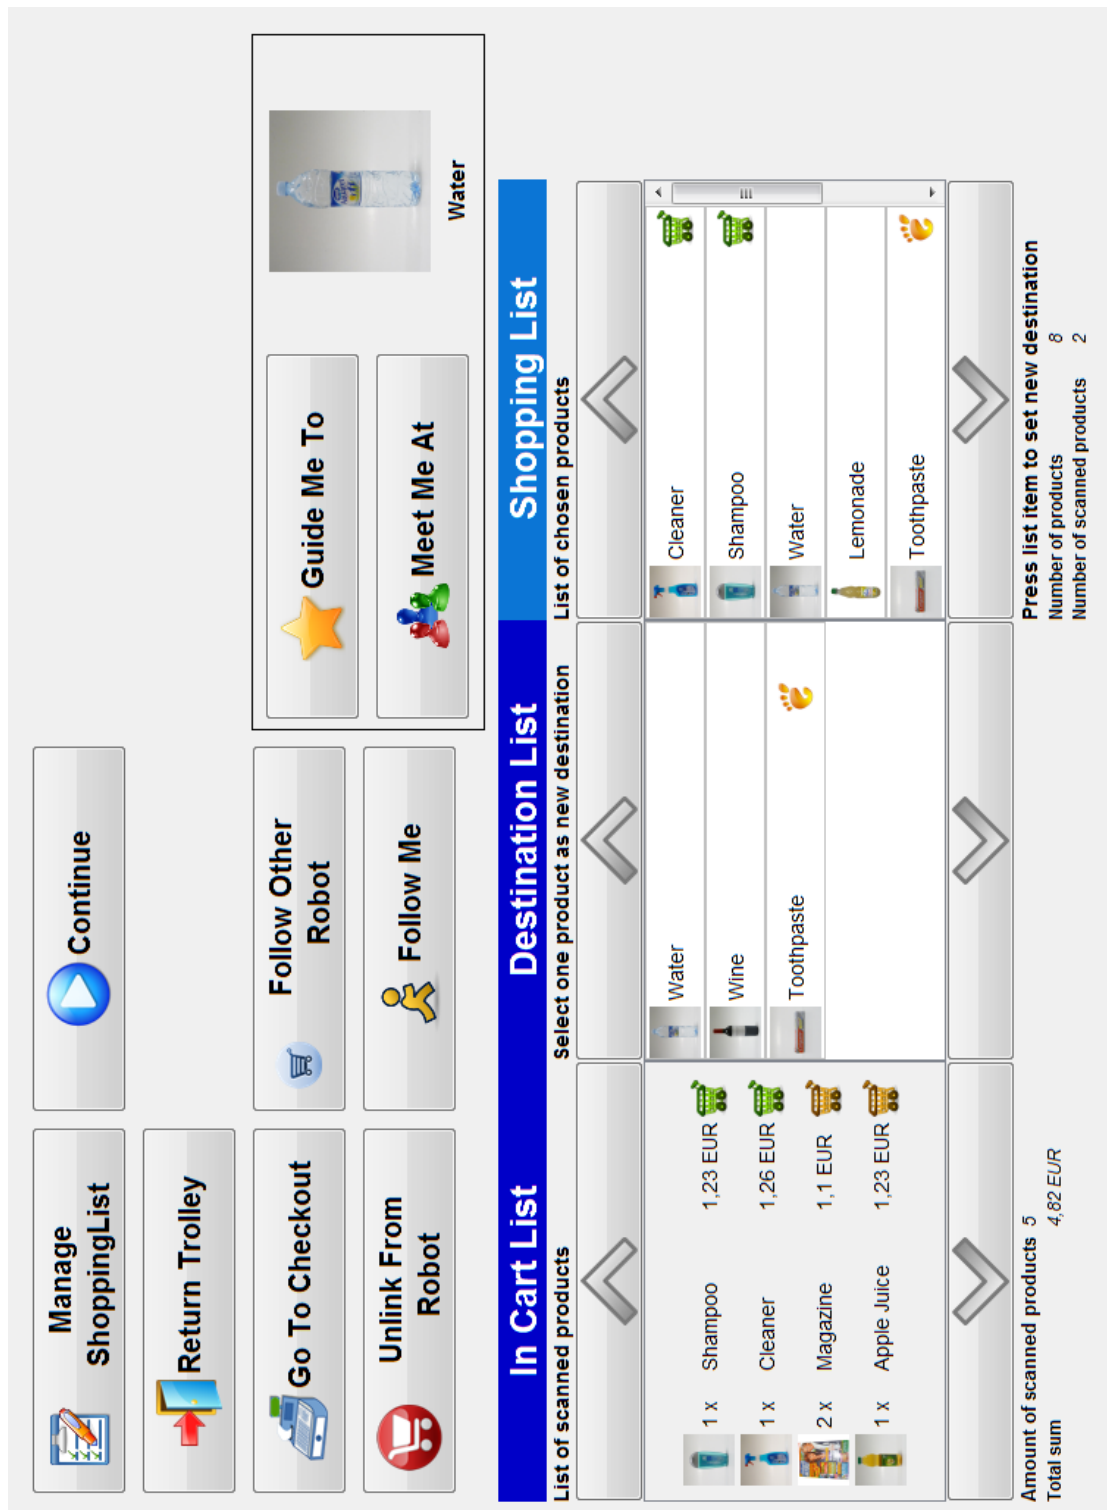 Manage
ShoppingList
Continue
Return Trolley
Go To Checkout
Follow Other
Robot
Guide Me To
Unlink From
Robot
Follow Me
Meet Me At
Water
In Cart List
Destination List
Shopping List
List of scanned products
Select one product as new destination
List of chosen products
1 x Shampoo 1,23 EUR
1 x Cleaner 1,26 EUR
2 x Magazine 1,1 EUR
1 x Apple Juice 1,23 EUR
Water
Wine
Toothpaste
Cleaner
Shampoo
Water
Lemonade
Toothpaste
Amount of scanned products 5
Total sum 4,82 EUR
Press list item to set new destination
Number of products 8
Number of scanned products 2